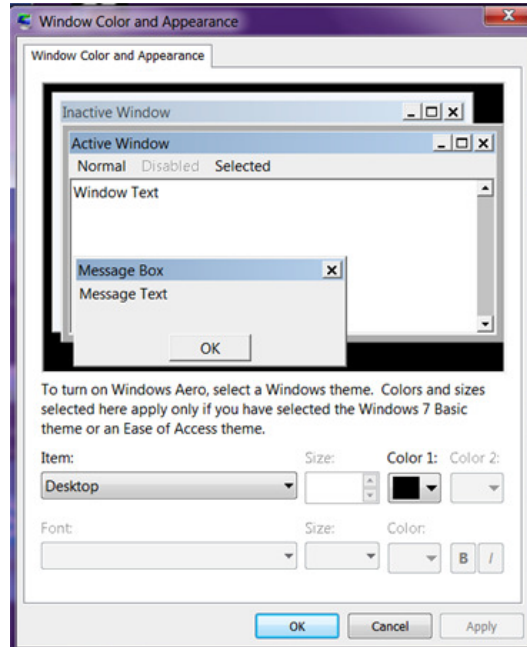 Window Color and Appearance
Window Color and Appearance
Inactive Window
Active Window
Normal Disabled Selected
Window Text
Message Box
Message Text
OK
To turn on Windows Aero, select a Windows theme. Colors and sizes
selected here apply only if you have selected the Windows 7 Basic
theme or an Ease of Access theme.
Item: Size: Color 1: Color 2:
Desktop
Font: Size: Color:
B I
OK Cancel Apply